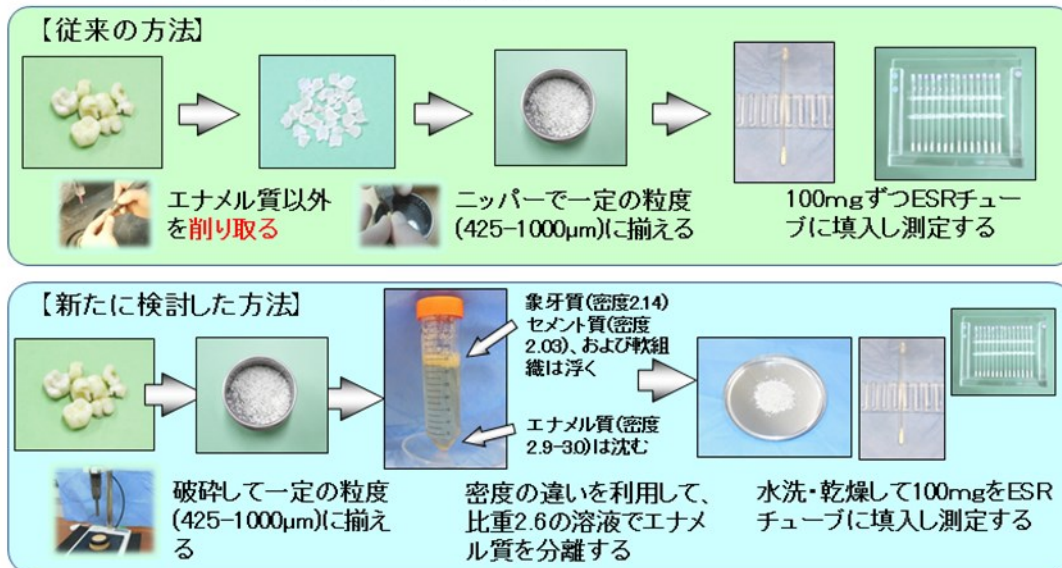 【従来の方法】
エナメル質以外
を削り取る
ニッパーで一定の粒度
(425-1000μm)に揃える
100mgずつESRチュー
ブに填入し測定する
【新たに検討した方法】
象牙質(密度2.14)
セメント質(密度
2.03)、および軟組
織は浮く
エナメル質(密度
2.9-3.0)は沈む
破砕して一定の粒度
(425-1000μm)に揃え
る
密度の違いを利用して、
比重2.6の溶液でエナメ
ル質を分離する
水洗・乾燥して100mgをESR
チューブに填入し測定する